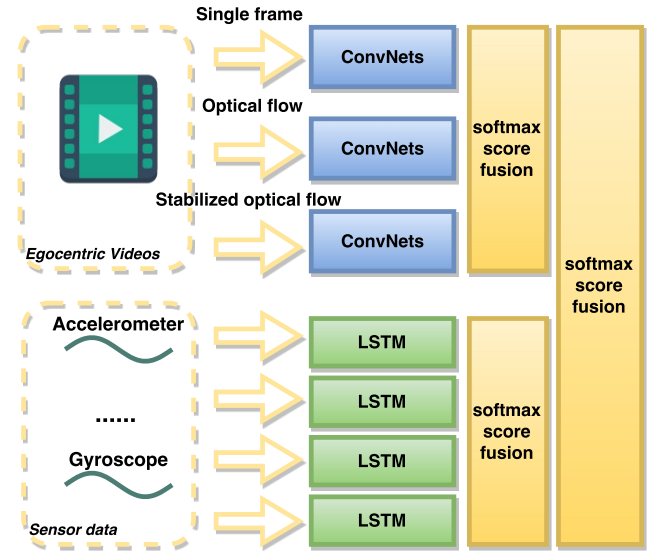 Single frame
ConvNets
Optical flow
ConvNets
softmax
score
fusion
Stabilized optical flow
ConvNets
Egocentric Videos
softmax
score
fusion
Accelerometer
LSTM
......
LSTM
softmax
score
fusion
Gyroscope
LSTM
Sensor data
LSTM